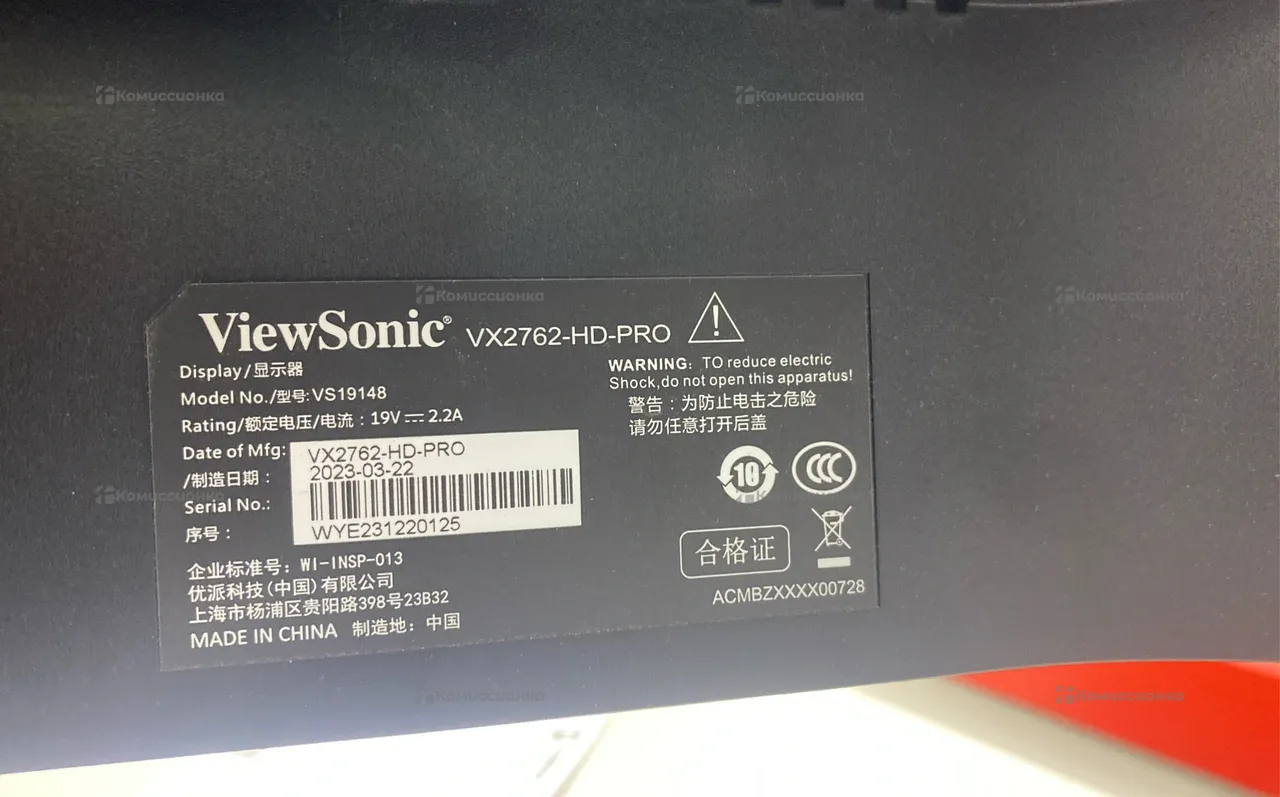 Комиссионка
Комиссионка
Комиссионка
Комиссионка
ViewSonic® VX2762-HD-PRO
Display/显示器
Model No./型号: VS19148
Rating/额定电压/电流：19V 2.2A
Date of Mfg:
/制造日期：
Serial No.:
序号：
VX2762-HD-PRO
2023-03-22
WYE231220125
企业标准号：WI-INSP-013
优派科技(中国)有限公司
上海市杨浦区贵阳路398号23B32
MADE IN CHINA 制造地：中国
!
WARNING: TO reduce electric
Shock,do not open this apparatus!
警告：为防止电击之危险
请勿任意打开后盖
10
CCC
合格证
ACMBZXXXX00728
Комиссионка
Комиссионка
Комиссионка